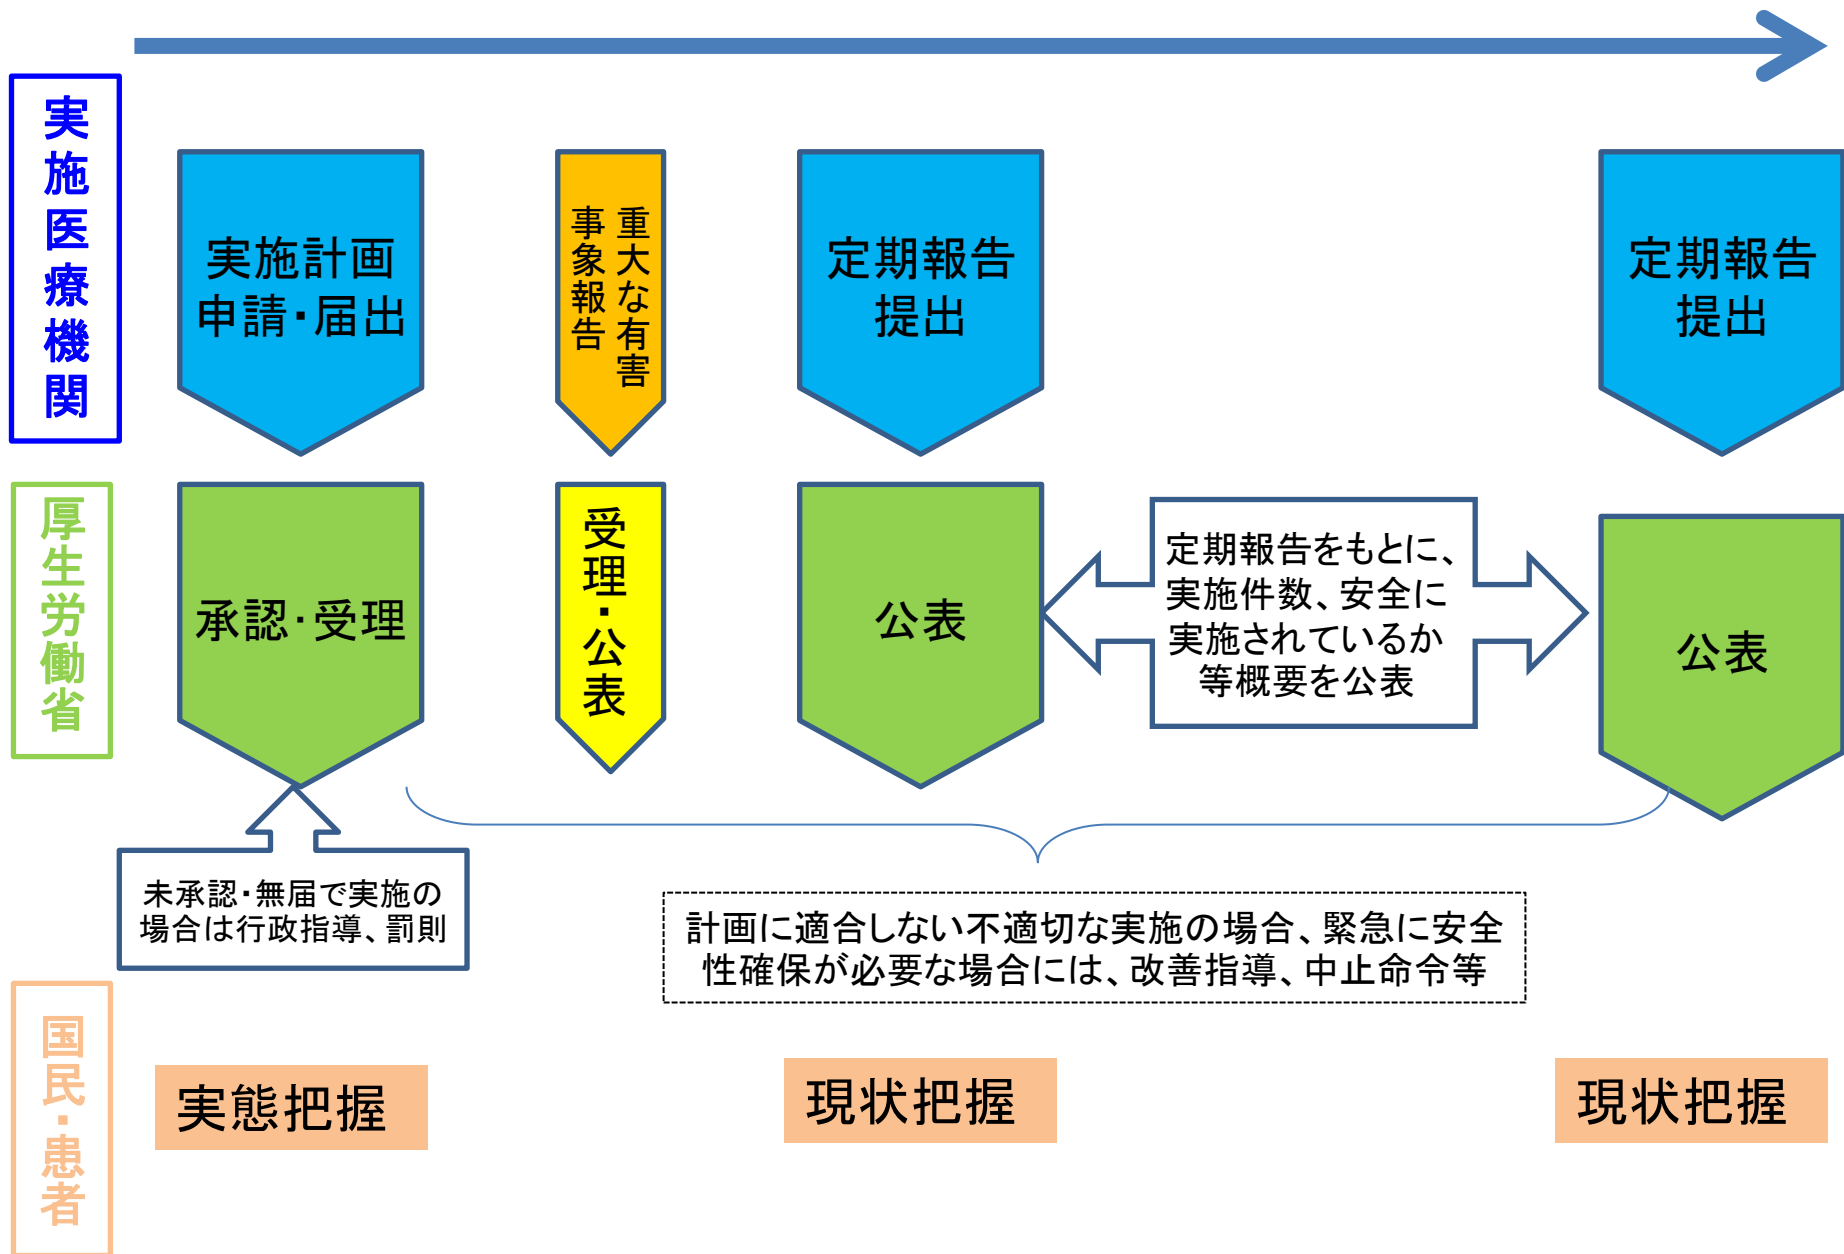 実施医療機関
実施計画
申請・届出
重大な有害
事象報告
定期報告
提出
定期報告
提出
厚生労働省
承認・受理
受理・公表
公表
定期報告をもとに、
実施件数、安全に
実施されているか
等概要を公表
公表
未承認・無届で実施の
場合は行政指導、罰則
計画に適合しない不適切な実施の場合、緊急に安全
性確保が必要な場合には、改善指導、中止命令等
国民・患者
実態把握
現状把握
現状把握